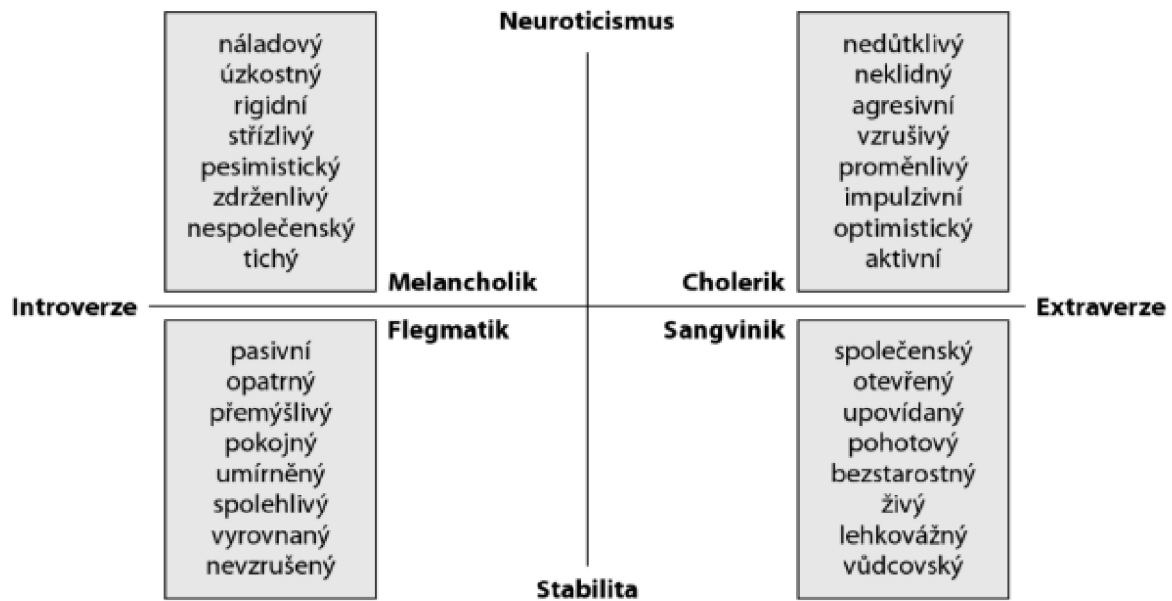 Neuroticismus
náladový
úzkostný
rigidní
střízlivý
pesimistický
zdrženlivý
nespolečenský
tichý
nedůtklivý
neklidný
agresivní
vzrušivý
proměnlivý
impulzivní
optimistický
aktivní
Melancholik
Cholerik
Introverze
Extraverze
Flegmatik
Sangvinik
pasivní
opatrný
přemýšlivý
pokojný
umírněný
spolehlivý
vyrovnaný
nevzrušený
společenský
otevřený
upovídaný
pohotový
bezstarostný
živý
lehkovážný
vůdcovský
Stabilita